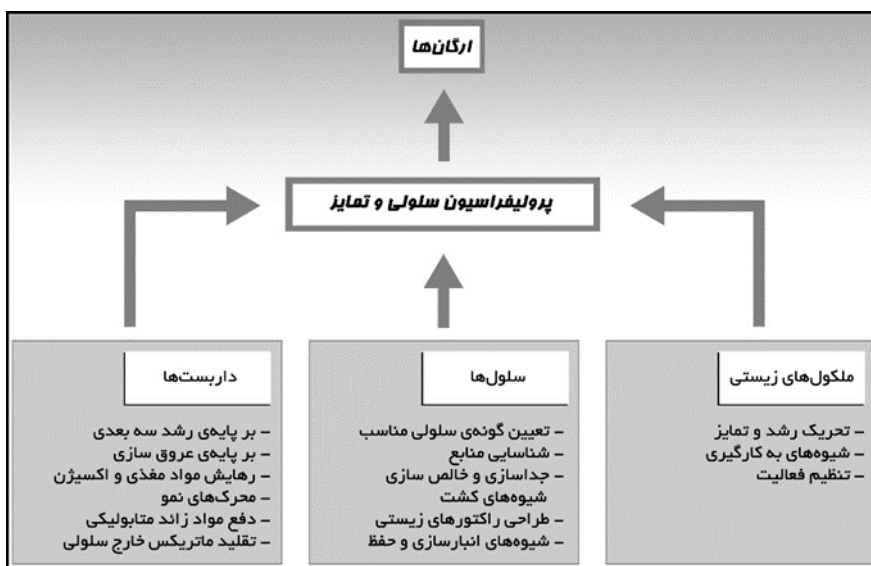 ارگان‌ها
پرولیفراسیون سلولی و تمایز
ملکول‌های زیستی
- تحریک رشد و تمایز
- شیوه‌های به کارگیری
- تنظیم فعالیت
سلول‌ها
- تعیین گونه‌ی سلولی مناسب
- شناسایی منابع
- جداسازی و خالص سازی
شیوه‌های کشت
- طراحی راکتورهای زیستی
- شیوه‌های انبارسازی و حفظ
داربست‌ها
- بر پایه‌ی رشد سه بعدی
- بر پایه‌ی عروق سازی
- رهایش مواد مغذی و اکسیژن
- محرک‌های نمو
- دفع مواد زائد متابولیکی
- تقلید ماتریکس خارج سلولی